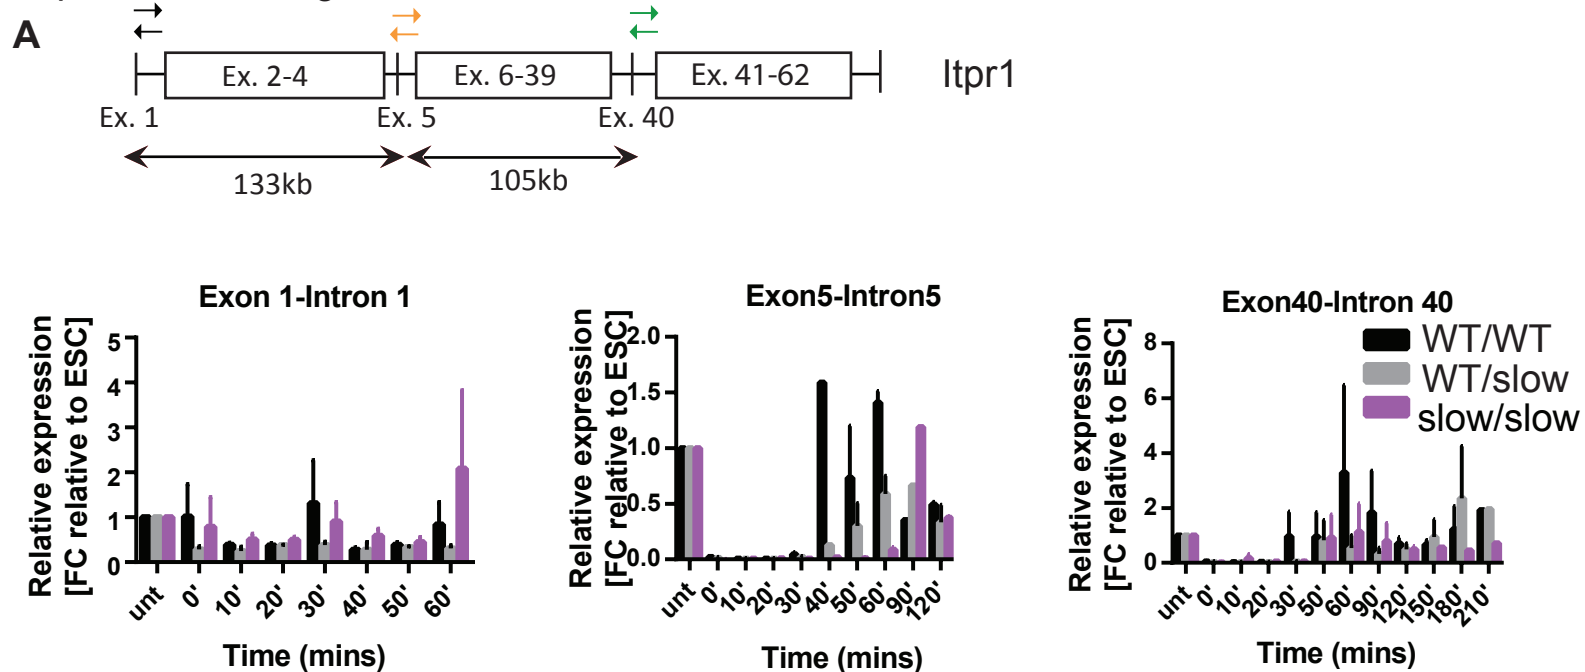 A
Ex. 2-4
Ex. 6-39
Ex. 41-62
Itpr1
Ex. 1
Ex. 5
Ex. 40
133kb
105kb
Exon 1-Intron 1
Relative expression
[FC relative to ESC]
5
4
3
2
1
0
unt
0'
10'
20'
30'
40'
50'
60'
Time (mins)
Exon5-Intron5
Relative expression
[FC relative to ESC]
2.0
1.5
1.0
0.5
0.0
unt
0'
10'
20'
30'
40'
50'
60'
90'
120'
Time (mins)
Exon40-Intron 40
WT/WT
WT/slow
slow/slow
Relative expression
[FC relative to ESC]
8
6
4
2
0
unt
0'
10'
20'
30'
50'
60'
90'
120'
150'
180'
210'
Time (mins)